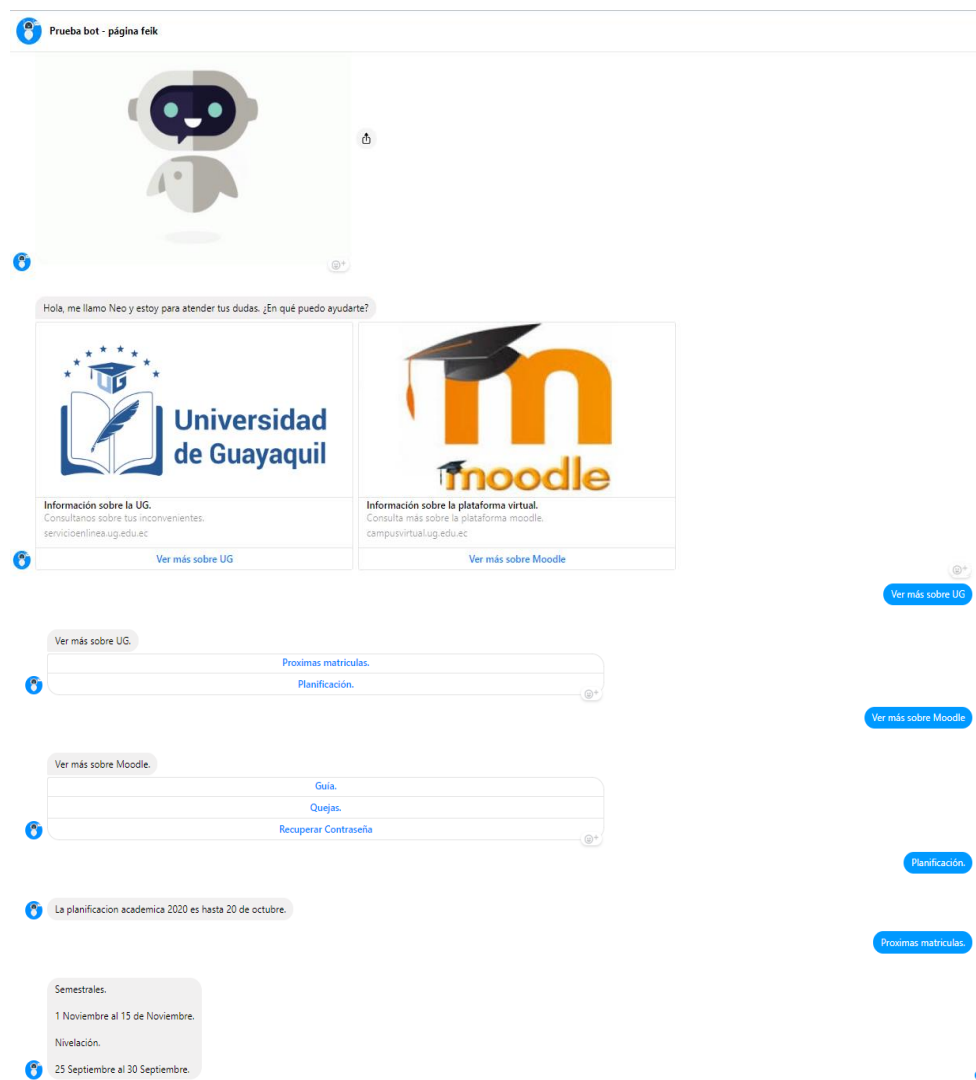 Prueba bot - página feik
Hola, me llamo Neo y estoy para atender tus dudas. ¿En qué puedo ayudarte?
UG
Universidad
de Guayaquil
m
moodle
Información sobre la UG.
Consultanos sobre tus inconvenientes.
servicioenlinea.ug.edu.ec
Ver más sobre UG
Información sobre la plataforma virtual.
Consulta más sobre la plataforma moodle.
campusvirtual.ug.edu.ec
Ver más sobre Moodle
Ver más sobre UG
Ver más sobre UG.
Proximas matriculas.
Planificación.
Ver más sobre Moodle
Ver más sobre Moodle.
Guía.
Quejas.
Recuperar Contraseña
Planificación.
La planificacion academica 2020 es hasta 20 de octubre.
Proximas matriculas.
Semestrales.
1 Noviembre al 15 de Noviembre.
Nivelación.
25 Septiembre al 30 Septiembre.